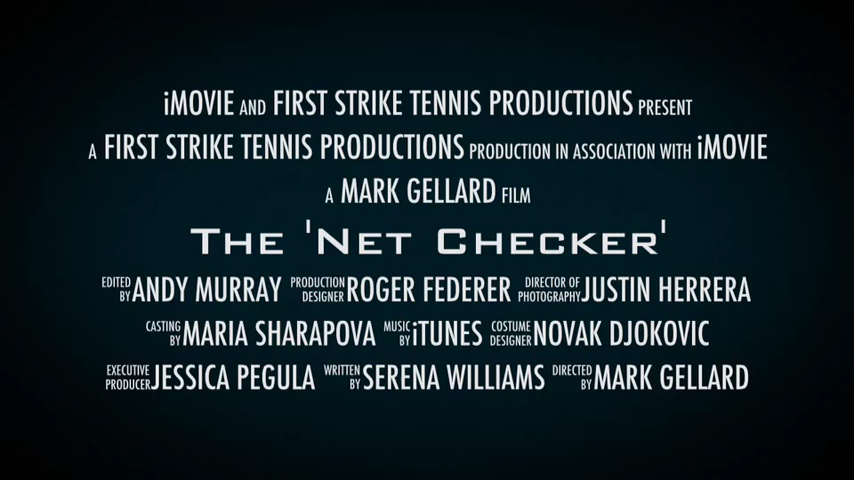 iMOVIE AND FIRST STRIKE TENNIS PRODUCTIONS PRESENT
A FIRST STRIKE TENNIS PRODUCTIONS PRODUCTION IN ASSOCIATION WITH iMOVIE
A MARK GELLARD FILM
THE 'NET CHECKER'
EDITED BY ANDY MURRAY PRODUCTION DESIGNER ROGER FEDERER DIRECTOR OF PHOTOGRAPHY JUSTIN HERRERA
CASTING BY MARIA SHARAPOVA MUSIC BY iTUNES COSTUME DESIGNER NOVAK DJOKOVIC
EXECUTIVE PRODUCER JESSICA PEGULA WRITTEN BY SERENA WILLIAMS DIRECTED BY MARK GELLARD